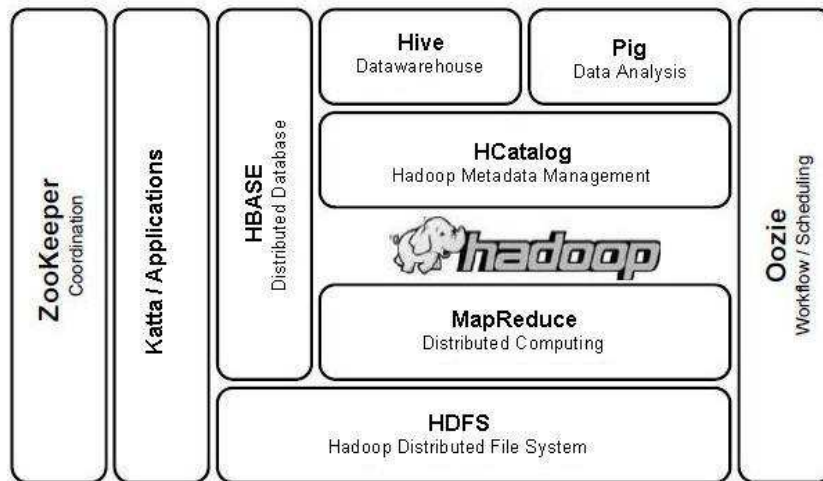 ZooKeeper
Coordination
Katta / Applications
HBASE
Distributed Database
Hive
Datawarehouse
Pig
Data Analysis
HCatalog
Hadoop Metadata Management
hadoop
MapReduce
Distributed Computing
HDFS
Hadoop Distributed File System
Oozie
Workflow / Scheduling